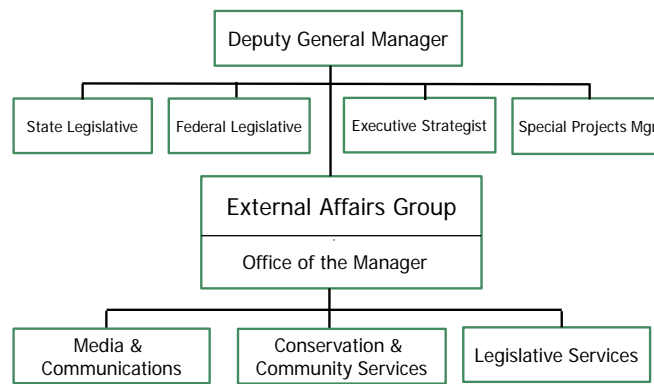 Deputy General Manager
State Legislative
Federal Legislative
Executive Strategist
Special Projects Mgr
External Affairs Group
Office of the Manager
Media &
Communications
Conservation &
Community Services
Legislative Services